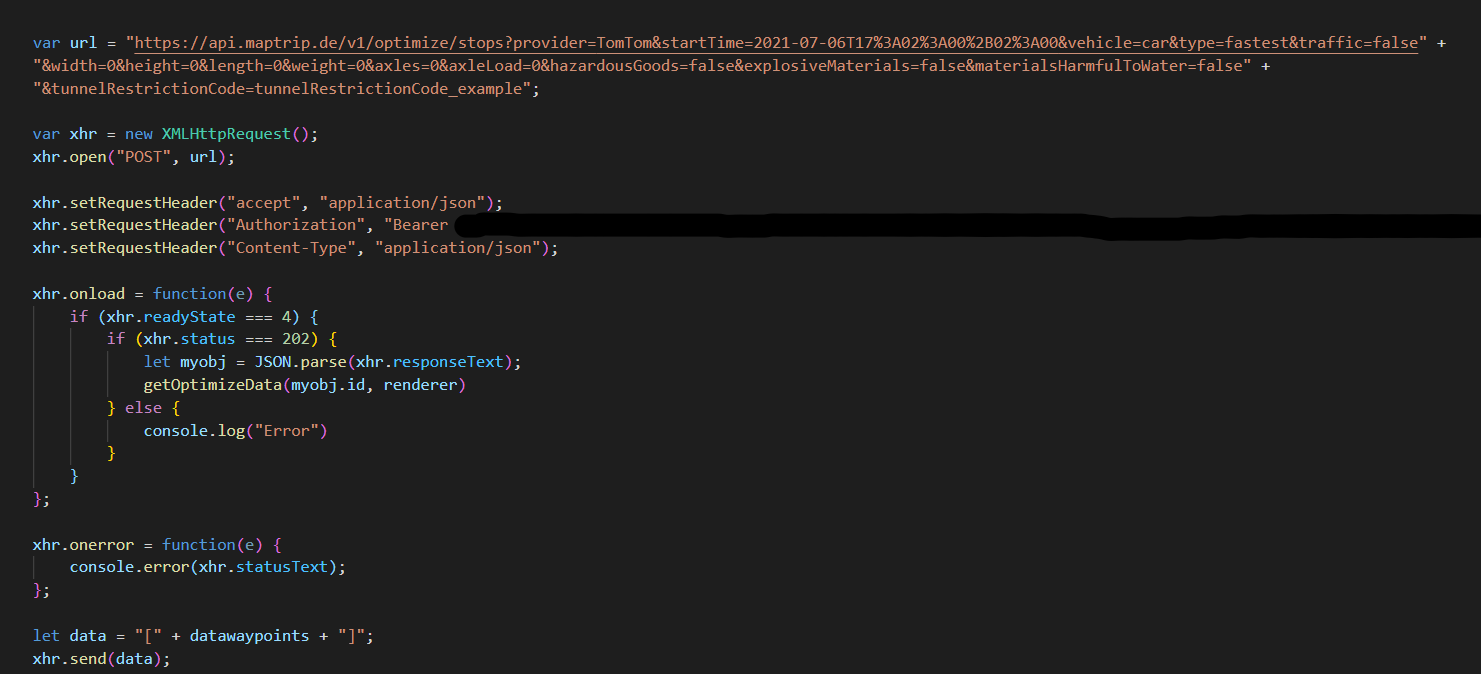 var url = "https://api.maptrip.de/v1/optimize/stops?provider=TomTom&startTime=2021-07-06T17%3A02%3A00%2B02%3A00&vehicle=car&type=fastest&traffic=false" +
"&width=0&height=0&length=0&weight=0&axles=0&axleLoad=0&hazardousGoods=false&explosiveMaterials=false&materialsHarmfulToWater=false" +
"&tunnelRestrictionCode=tunnelRestrictionCode_example";
var xhr = new XMLHttpRequest();
xhr.open("POST", url);
xhr.setRequestHeader("accept", "application/json");
xhr.setRequestHeader("Authorization", "Bearer
xhr.setRequestHeader("Content-Type", "application/json");
xhr.onload = function(e) {
if (xhr.readyState === 4) {
if (xhr.status === 202) {
let myobj = JSON.parse(xhr.responseText);
getOptimizeData(myobj.id, renderer)
} else {
console.log("Error")
}
}
};
xhr.onerror = function(e) {
console.error(xhr.statusText);
};
let data = "[" + datawaypoints + "]";
xhr.send(data);